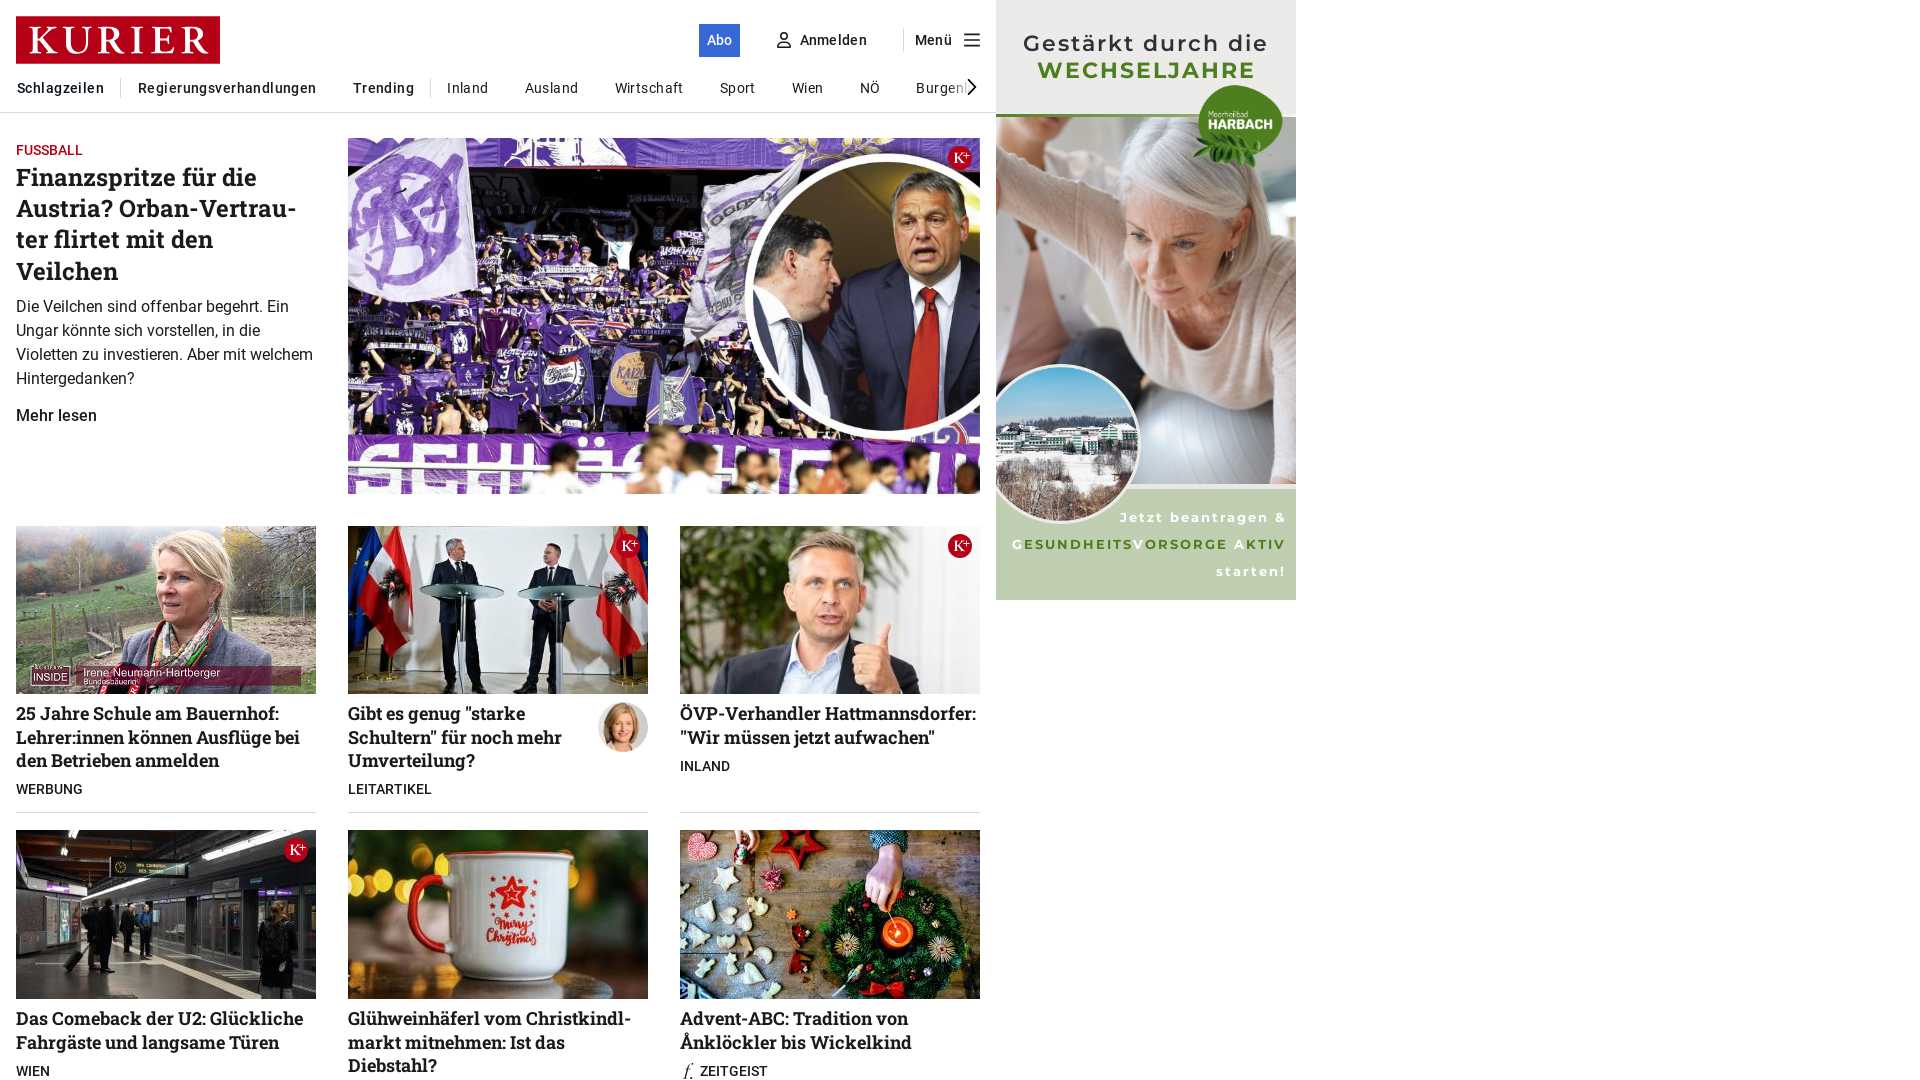 KURIER
Abo
Anmelden
Menü
Schlagzeilen
Regierungsverhandlungen
Trending
Inland
Ausland
Wirtschaft
Sport
Wien
NÖ
FUSSBALL
Finanzspritze für die
Austria? Orban-Vertrau-
ter flirtet mit den
Veilchen
Die Veilchen sind offenbar begehrt. Ein
Ungar könnte sich vorstellen, in die
Violetten zu investieren. Aber mit welchem
Hintergedanken?
Mehr lesen
K+
Gestärkt durch die
WECHSELJAHRE
Moorheilbad
HARBACH
Jetzt beantragen &
GESUNDHEITSVORSORGE AKTIV
starten!
INSIDE
Irene Neumann-Hartberger
Bundesbäuerin
25 Jahre Schule am Bauernhof:
Lehrer:innen können Ausflüge bei
den Betrieben anmelden
WERBUNG
K+
Gibt es genug "starke
Schultern" für noch mehr
Umverteilung?
LEITARTIKEL
K+
ÖVP-Verhandler Hattmannsdorfer:
"Wir müssen jetzt aufwachen"
INLAND
K+
Das Comeback der U2: Glückliche
Fahrgäste und langsame Türen
WIEN
Merry
Christmas
Glühweinhäferl vom Christkindl-
markt mitnehmen: Ist das
Diebstahl?
Advent-ABC: Tradition von
Ånklöckler bis Wickelkind
f. ZEITGEIST